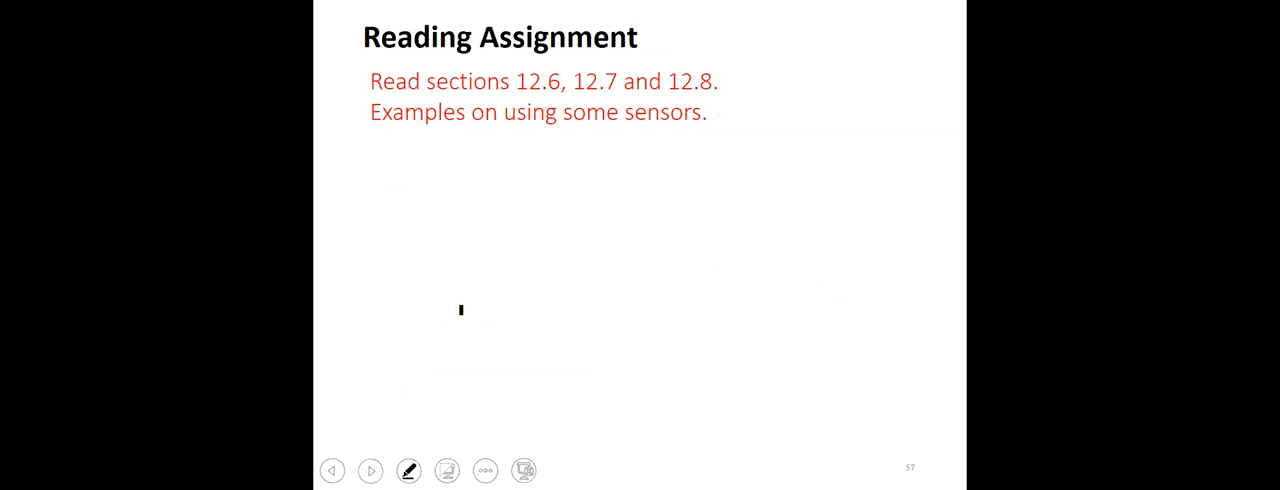 Reading Assignment
Read sections 12.6, 12.7 and 12.8.
Examples on using some sensors.
57